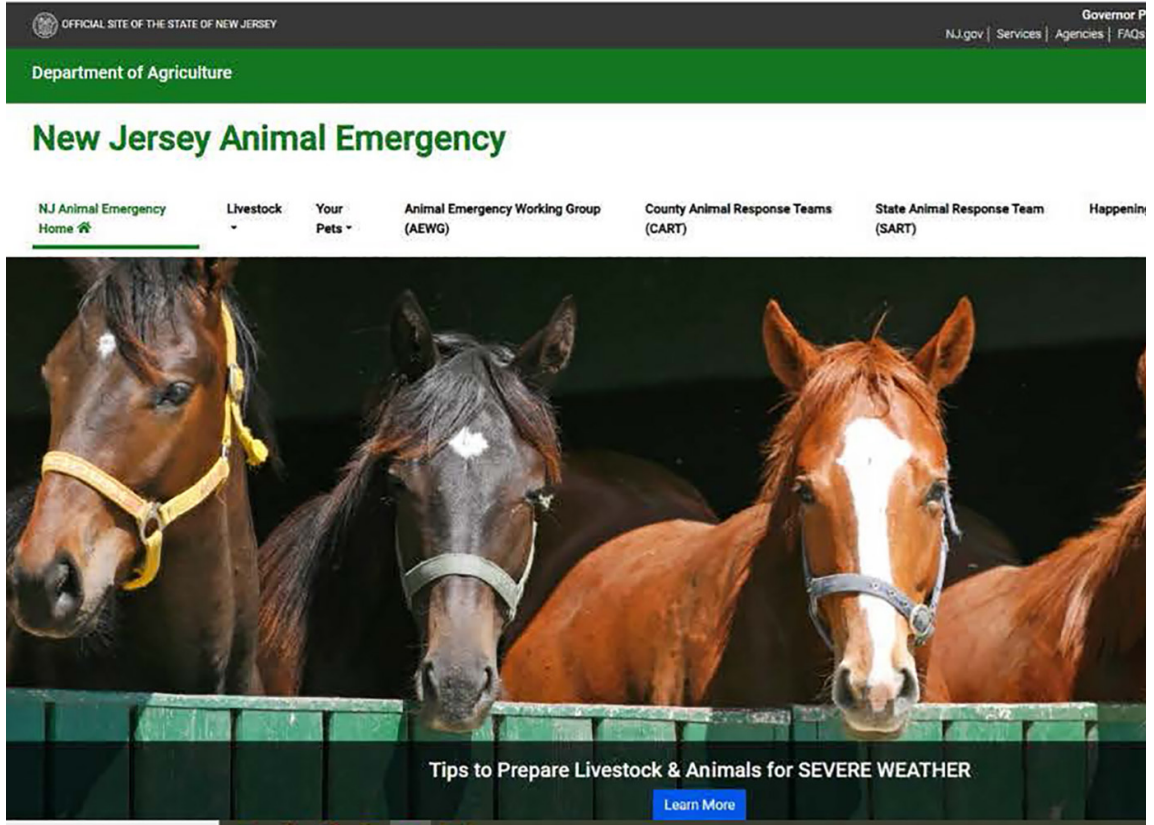 OFFICIAL SITE OF THE STATE OF NEW JERSEY
Governor P
NJ.gov | Services | Agencies | FAQs
Department of Agriculture
New Jersey Animal Emergency
NJ Animal Emergency
Home
Livestock
Your
Pets
Animal Emergency Working Group
(AEWG)
County Animal Response Teams
(CART)
State Animal Response Team
(SART)
Happening
Tips to Prepare Livestock & Animals for SEVERE WEATHER
Learn More